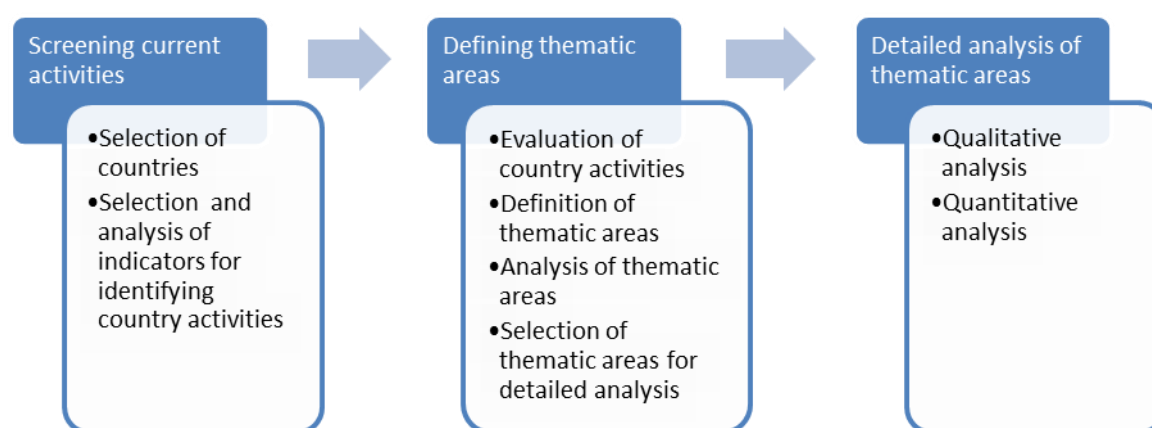 Screening current
activities
•Selection of
countries
•Selection and
analysis of
indicators for
identifying
country activities
Defining thematic
areas
•Evaluation of
country activities
•Definition of
thematic areas
•Analysis of thematic
areas
•Selection of
thematic areas for
detailed analysis
Detailed analysis of
thematic areas
•Qualitative
analysis
•Quantitative
analysis